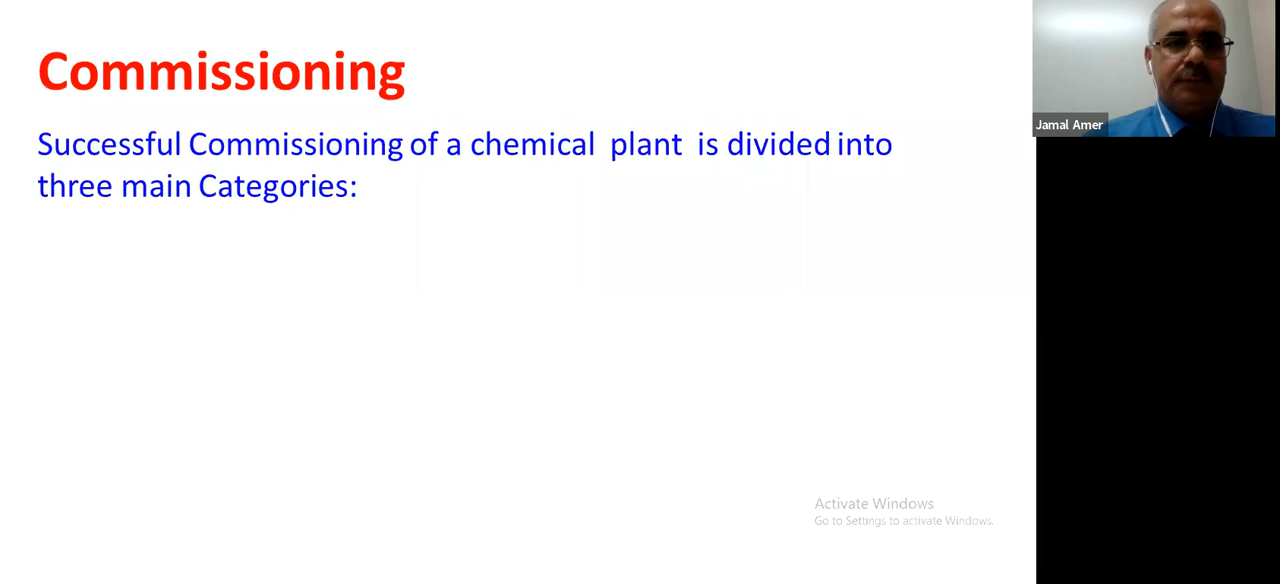 Commissioning
Successful Commissioning of a chemical plant is divided into
three main Categories:
Jamal Amer
Activate Windows
Go to Settings to activate Windows.